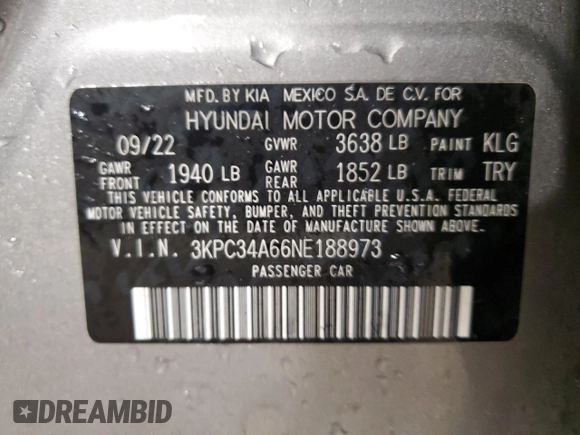 MFD. BY KIA MEXICO S.A. DE C.V. FOR
HYUNDAI MOTOR COMPANY
09/22 GVWR 3638 LB PAINT KLG
GAWR FRONT 1940 LB GAWR REAR 1852 LB TRIM TRY
THIS VEHICLE CONFORMS TO ALL APPLICABLE U.S.A. FEDERAL
MOTOR VEHICLE SAFETY, BUMPER, AND THEFT PREVENTION STANDARDS
IN EFFECT ON THE DATE OF MANUFACTURE SHOWN ABOVE.
V.I.N. 3KPC34A66NE188973
PASSENGER CAR
DREAMBID